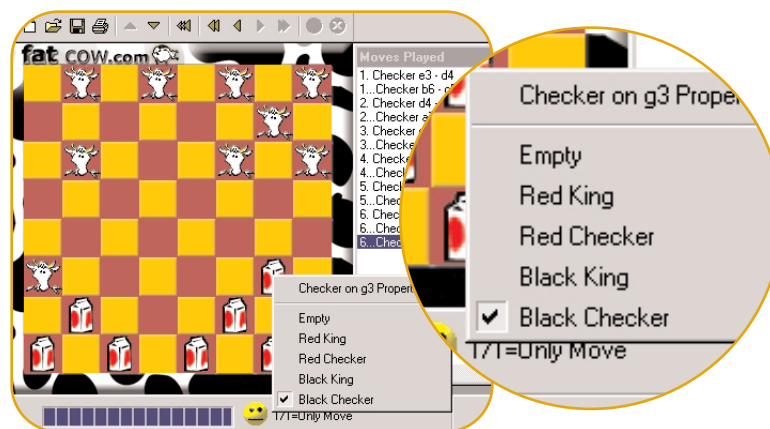 fat COW.com
Moves Played
1. Checker e3 - d4
1...Checker b6 -
2. Checker d4 -
2...Checker
3. Checker
3...Checke
4. Checke
4...Chec
5. Chec
5...Chec
6. Chec
6...Chec
6...Chec
Checker on g3 Propert
Empty
Red King
Red Checker
Black King
Black Checker
1/1=Only Move
Checker on g3 Proper
Empty
Red King
Red Checker
Black King
Black Checker
1/1=Only Move